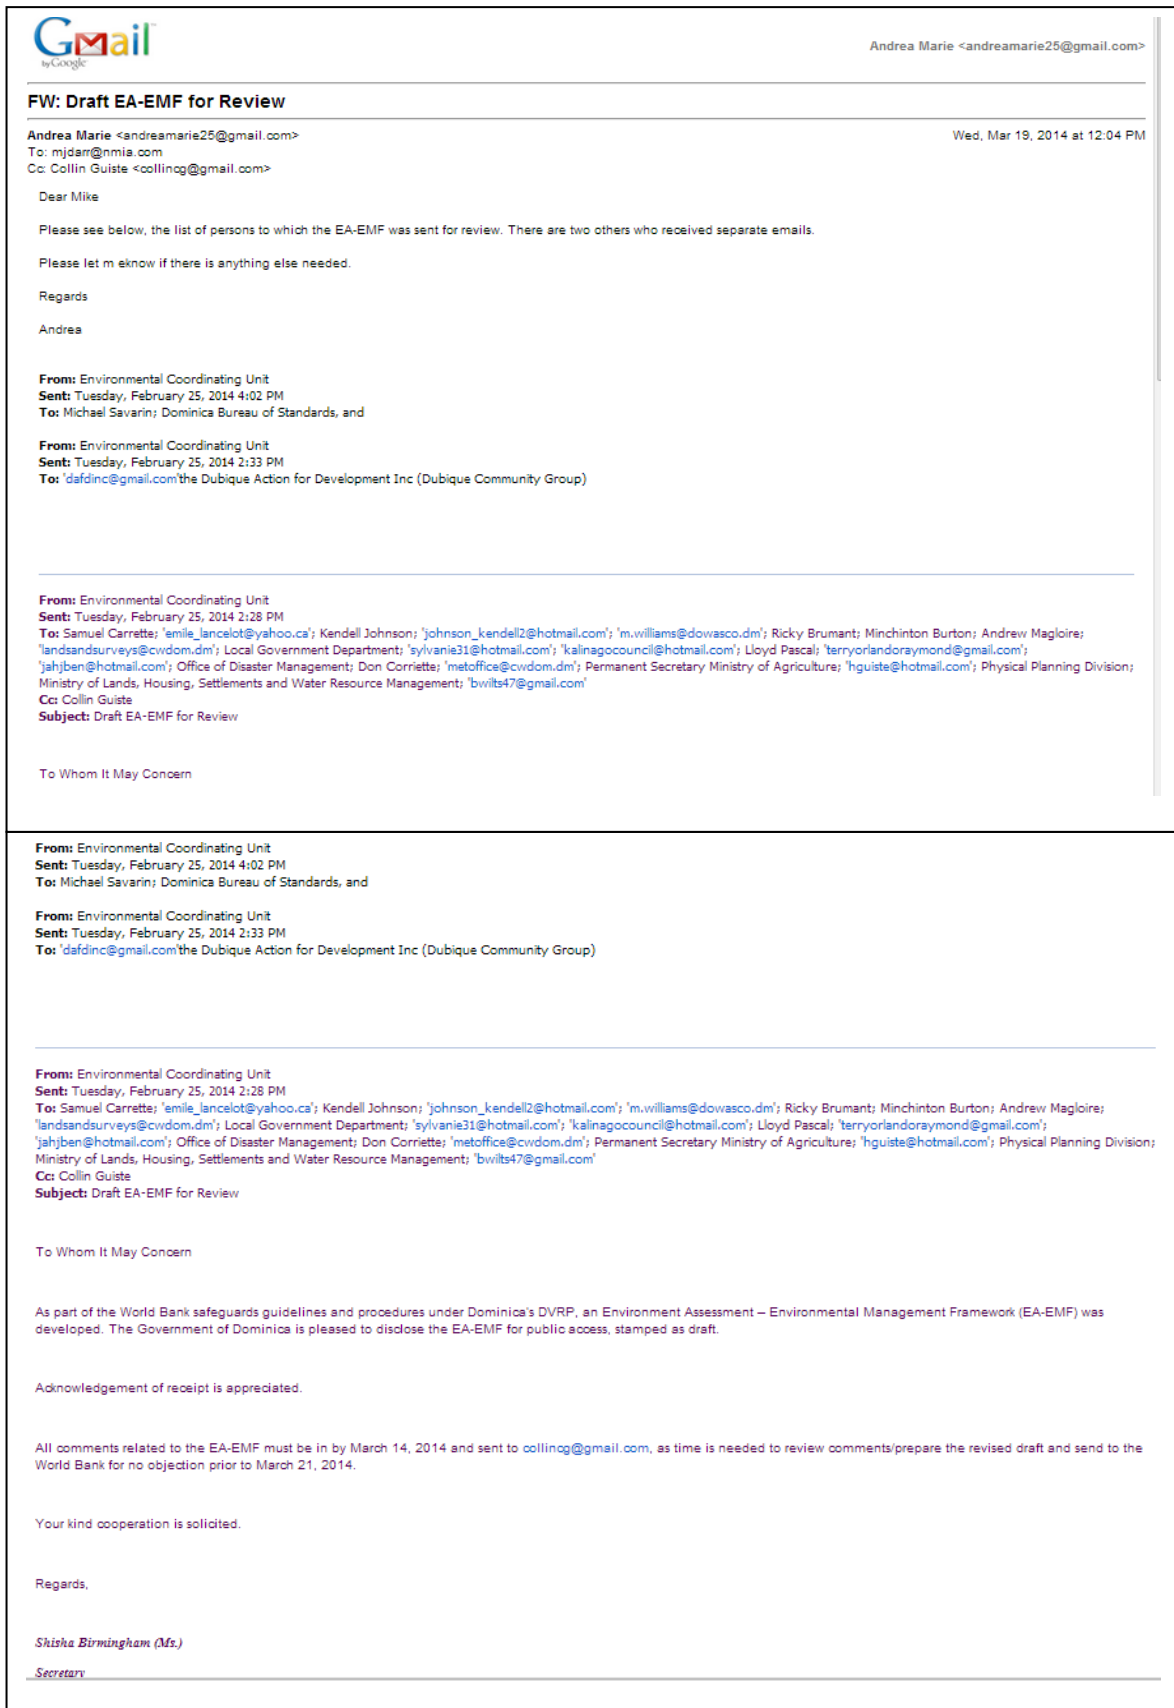 Gmail
by Google
Andrea Marie <andreamarie25@gmail.com>
FW: Draft EA-EMF for Review
Andrea Marie <andreamarie25@gmail.com>
Wed, Mar 19, 2014 at 12:04 PM
To: mjdarr@nmia.com
Cc: Collin Guiste <collincg@gmail.com>
Dear Mike
Please see below, the list of persons to which the EA-EMF was sent for review. There are two others who received separate emails.
Please let m eknow if there is anything else needed.
Regards
Andrea
From: Environmental Coordinating Unit
Sent: Tuesday, February 25, 2014 4:02 PM
To: Michael Savarin; Dominica Bureau of Standards, and
From: Environmental Coordinating Unit
Sent: Tuesday, February 25, 2014 2:33 PM
To: 'dafdinc@gmail.com'the Dubique Action for Development Inc (Dubique Community Group)
From: Environmental Coordinating Unit
Sent: Tuesday, February 25, 2014 2:28 PM
To: Samuel Carrette; 'emile_lancelot@yahoo.ca'; Kendell Johnson; 'johnson_kendell2@hotmail.com'; 'm.williams@dowasco.dm'; Ricky Brumant; Minchinton Burton; Andrew Magloire;
'landsandsurveys@cwdom.dm'; Local Government Department; 'sylvanie31@hotmail.com'; 'kalinagocouncil@hotmail.com'; Lloyd Pascal; 'terryorlandoraymond@gmail.com';
'jahjben@hotmail.com'; Office of Disaster Management; Don Corriette; 'metoffice@cwdom.dm'; Permanent Secretary Ministry of Agriculture; 'hguiste@hotmail.com'; Physical Planning Division;
Ministry of Lands, Housing, Settlements and Water Resource Management; 'bwilts47@gmail.com'
Cc: Collin Guiste
Subject: Draft EA-EMF for Review
To Whom It May Concern
From: Environmental Coordinating Unit
Sent: Tuesday, February 25, 2014 4:02 PM
To: Michael Savarin; Dominica Bureau of Standards, and
From: Environmental Coordinating Unit
Sent: Tuesday, February 25, 2014 2:33 PM
To: 'dafdinc@gmail.com'the Dubique Action for Development Inc (Dubique Community Group)
From: Environmental Coordinating Unit
Sent: Tuesday, February 25, 2014 2:28 PM
To: Samuel Carrette; 'emile_lancelot@yahoo.ca'; Kendell Johnson; 'johnson_kendell2@hotmail.com'; 'm.williams@dowasco.dm'; Ricky Brumant; Minchinton Burton; Andrew Magloire;
'landsandsurveys@cwdom.dm'; Local Government Department; 'sylvanie31@hotmail.com'; 'kalinagocouncil@hotmail.com'; Lloyd Pascal; 'terryorlandoraymond@gmail.com';
'jahjben@hotmail.com'; Office of Disaster Management; Don Corriette; 'metoffice@cwdom.dm'; Permanent Secretary Ministry of Agriculture; 'hguiste@hotmail.com'; Physical Planning Division;
Ministry of Lands, Housing, Settlements and Water Resource Management; 'bwilts47@gmail.com'
Cc: Collin Guiste
Subject: Draft EA-EMF for Review
To Whom It May Concern
As part of the World Bank safeguards guidelines and procedures under Dominica's DVRP, an Environment Assessment – Environmental Management Framework (EA-EMF) was
developed. The Government of Dominica is pleased to disclose the EA-EMF for public access, stamped as draft.
Acknowledgement of receipt is appreciated.
All comments related to the EA-EMF must be in by March 14, 2014 and sent to collincg@gmail.com, as time is needed to review comments/prepare the revised draft and send to the
World Bank for no objection prior to March 21, 2014.
Your kind cooperation is solicited.
Regards,
Shisha Birmingham (Ms.)
Secretary